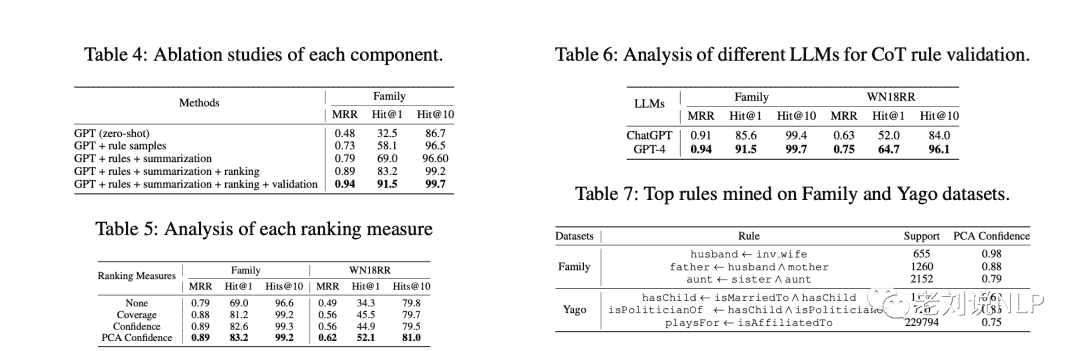 Table 4: Ablation studies of each component.
Methods Family
MRR Hit@1 Hit@10
GPT (zero-shot) 0.48 32.5 86.7
GPT + rule samples 0.73 58.1 96.5
GPT + rules + summarization 0.79 69.0 96.60
GPT + rules + summarization + ranking 0.89 83.2 99.2
GPT + rules + summarization + ranking + validation 0.94 91.5 99.7
Table 5: Analysis of each ranking measure
Ranking Measures Family WN18RR
MRR Hit@1 Hits@10 MRR Hit@1 Hits@10
None 0.79 69.0 96.6 0.49 34.3 79.8
Coverage 0.88 81.2 99.2 0.56 45.5 79.7
Confidence 0.89 82.6 99.3 0.56 44.9 79.5
PCA Confidence 0.89 83.2 99.2 0.62 52.1 81.0
Table 6: Analysis of different LLMs for CoT rule validation.
LLMs Family WN18RR
MRR Hit@1 Hit@10 MRR Hit@1 Hit@10
ChatGPT 0.91 85.6 99.4 0.63 52.0 84.0
GPT-4 0.94 91.5 99.7 0.75 64.7 96.1
Table 7: Top rules mined on Family and Yago datasets.
Datasets Rule Support PCA Confidence
Family
husband ← inv_wife 655 0.98
father ← husband ∧ mother 1260 0.88
aunt ← sister ∧ aunt 2152 0.79
Yago
hasChild ← isMarriedTo ∧ hasChild
isPoliticianOf ← hasChild ∧ isPoliticianO
playsFor ← isAffiliatedTo 229794 0.75
老刘说NLP